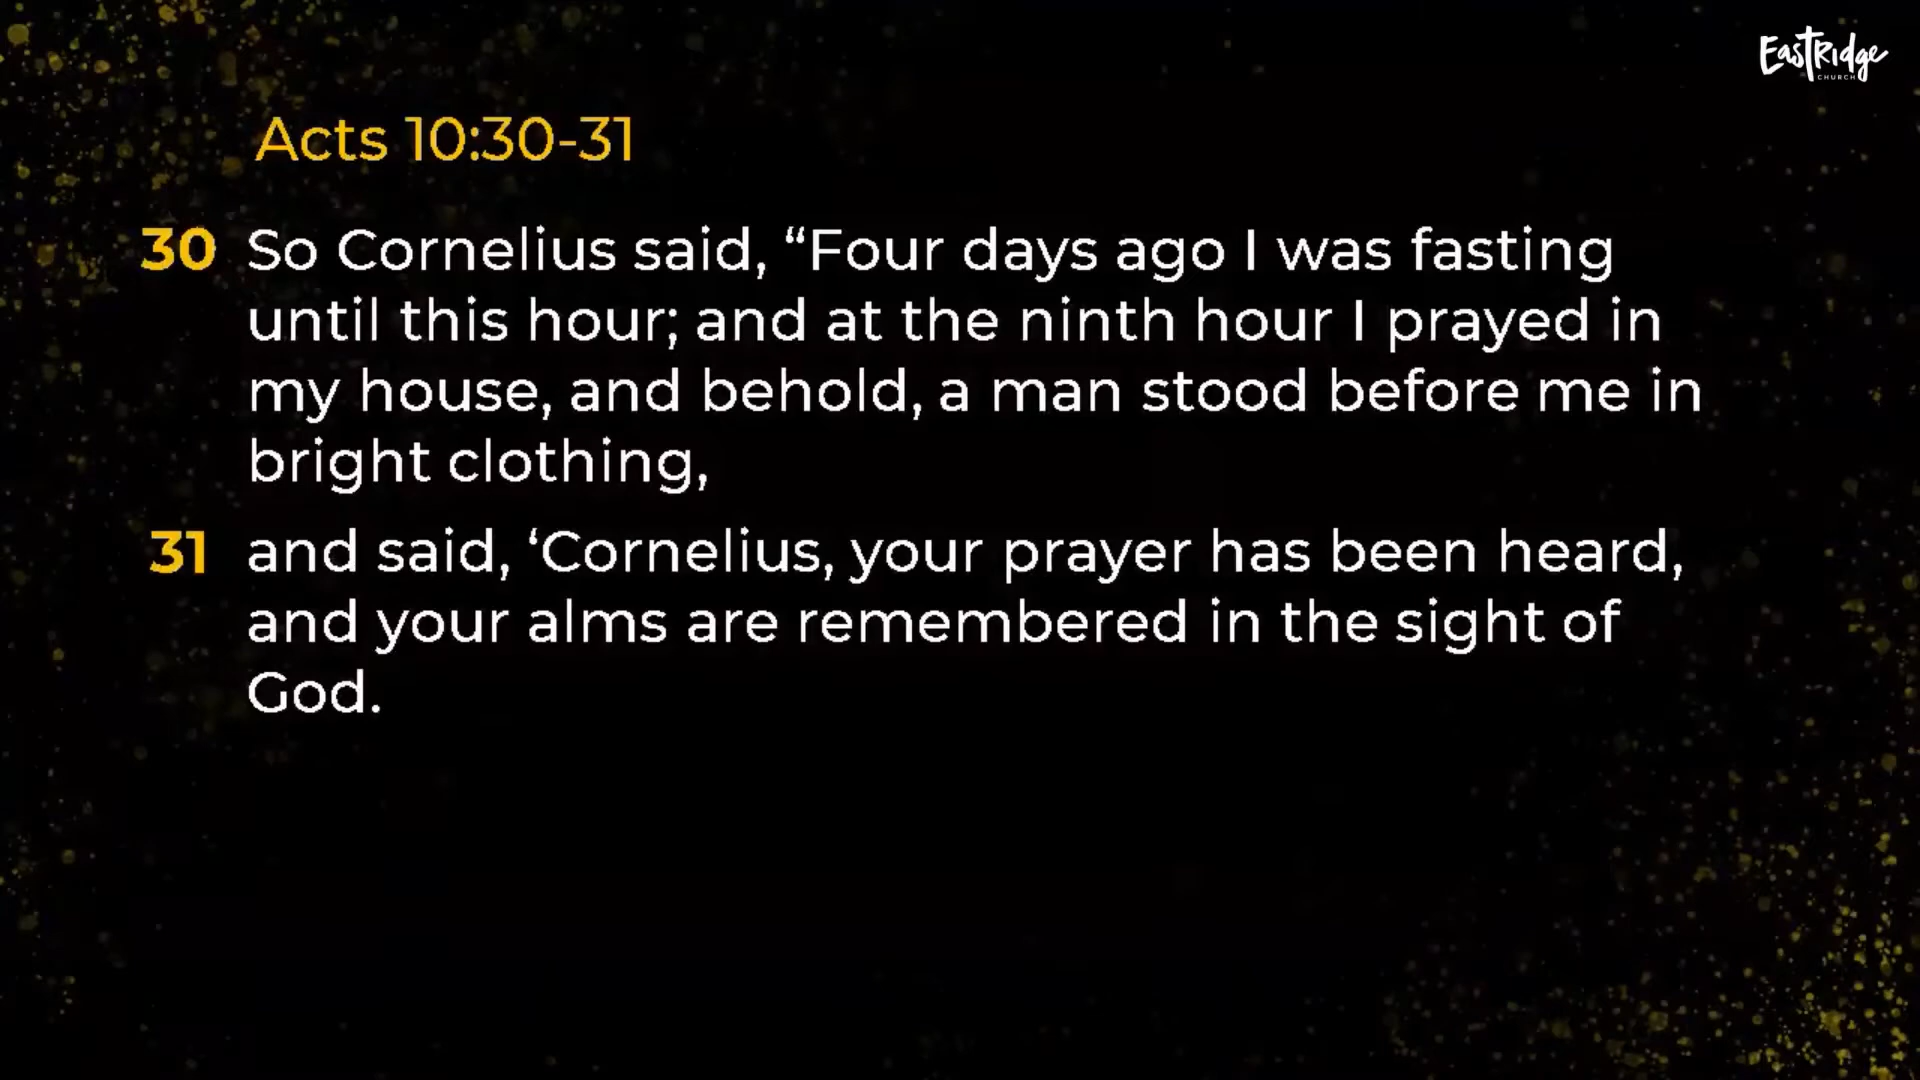 EastRidge
CHURCH
Acts 10:30-31
30 So Cornelius said, “Four days ago I was fasting
until this hour; and at the ninth hour I prayed in
my house, and behold, a man stood before me in
bright clothing,
31 and said, ‘Cornelius, your prayer has been heard,
and your alms are remembered in the sight of
God.